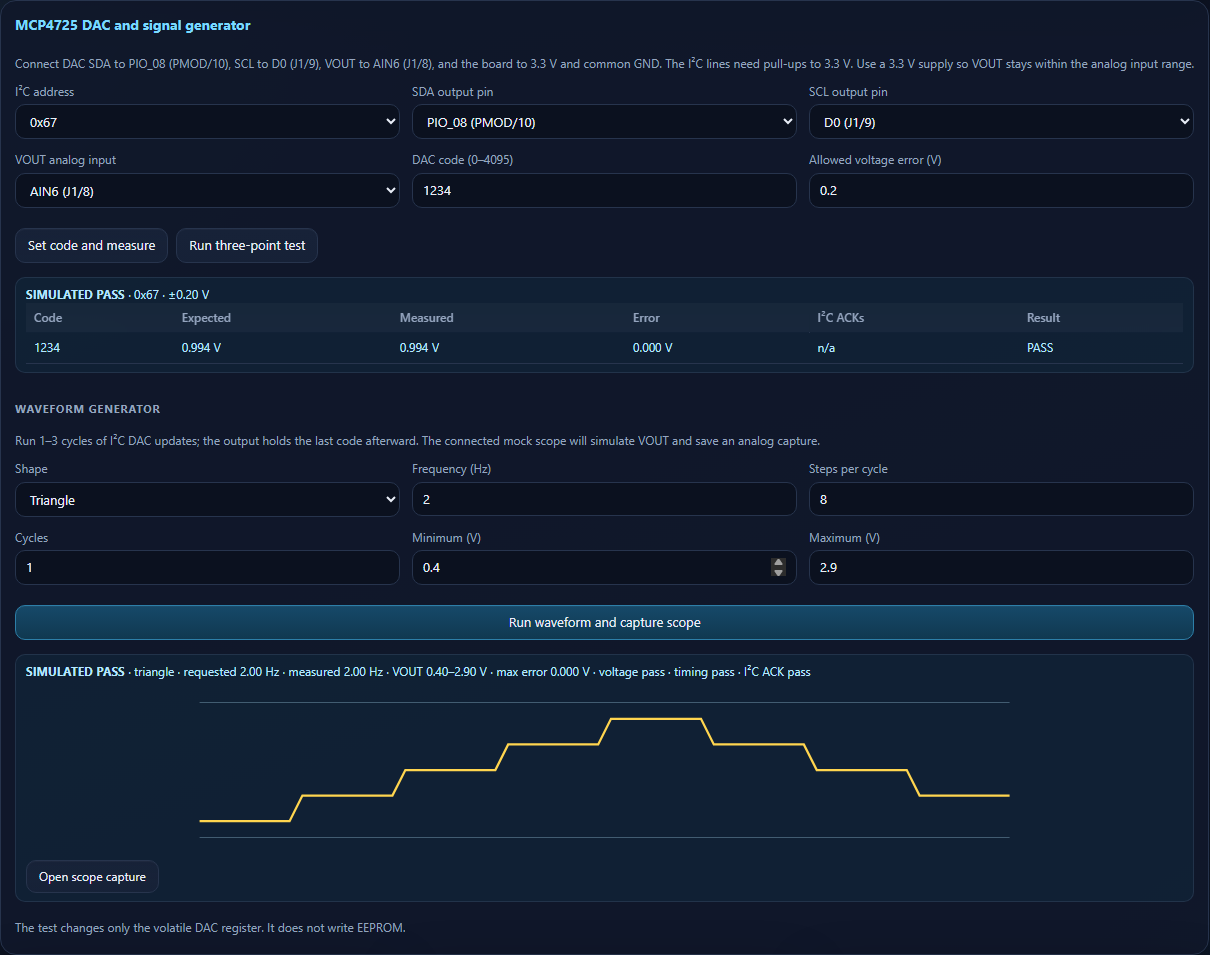 MCP4725 DAC and signal generator
Connect DAC SDA to PIO_08 (PMOD/10), SCL to D0 (J1/9), VOUT to AIN6 (J1/8), and the board to 3.3 V and common GND. The I²C lines need pull-ups to 3.3 V. Use a 3.3 V supply so VOUT stays within the analog input range.
I²C address SDA output pin SCL output pin
0x67 PIO_08 (PMOD/10) D0 (J1/9)
VOUT analog input DAC code (0–4095) Allowed voltage error (V)
AIN6 (J1/8) 1234 0.2
Set code and measure Run three-point test
SIMULATED PASS · 0x67 · ±0.20 V
Code Expected Measured Error I²C ACKs Result
1234 0.994 V 0.994 V 0.000 V n/a PASS
WAVEFORM GENERATOR
Run 1–3 cycles of I²C DAC updates; the output holds the last code afterward. The connected mock scope will simulate VOUT and save an analog capture.
Shape Frequency (Hz) Steps per cycle
Triangle 2 8
Cycles Minimum (V) Maximum (V)
1 0.4 2.9
Run waveform and capture scope
SIMULATED PASS · triangle · requested 2.00 Hz · measured 2.00 Hz · VOUT 0.40–2.90 V · max error 0.000 V · voltage pass · timing pass · I²C ACK pass
Open scope capture
The test changes only the volatile DAC register. It does not write EEPROM.